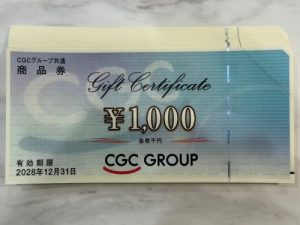 CGCグループ共通
商品券
Gift Certificate
¥1,000
金壱千円
CGC GROUP
有効期限
2028年12月31日